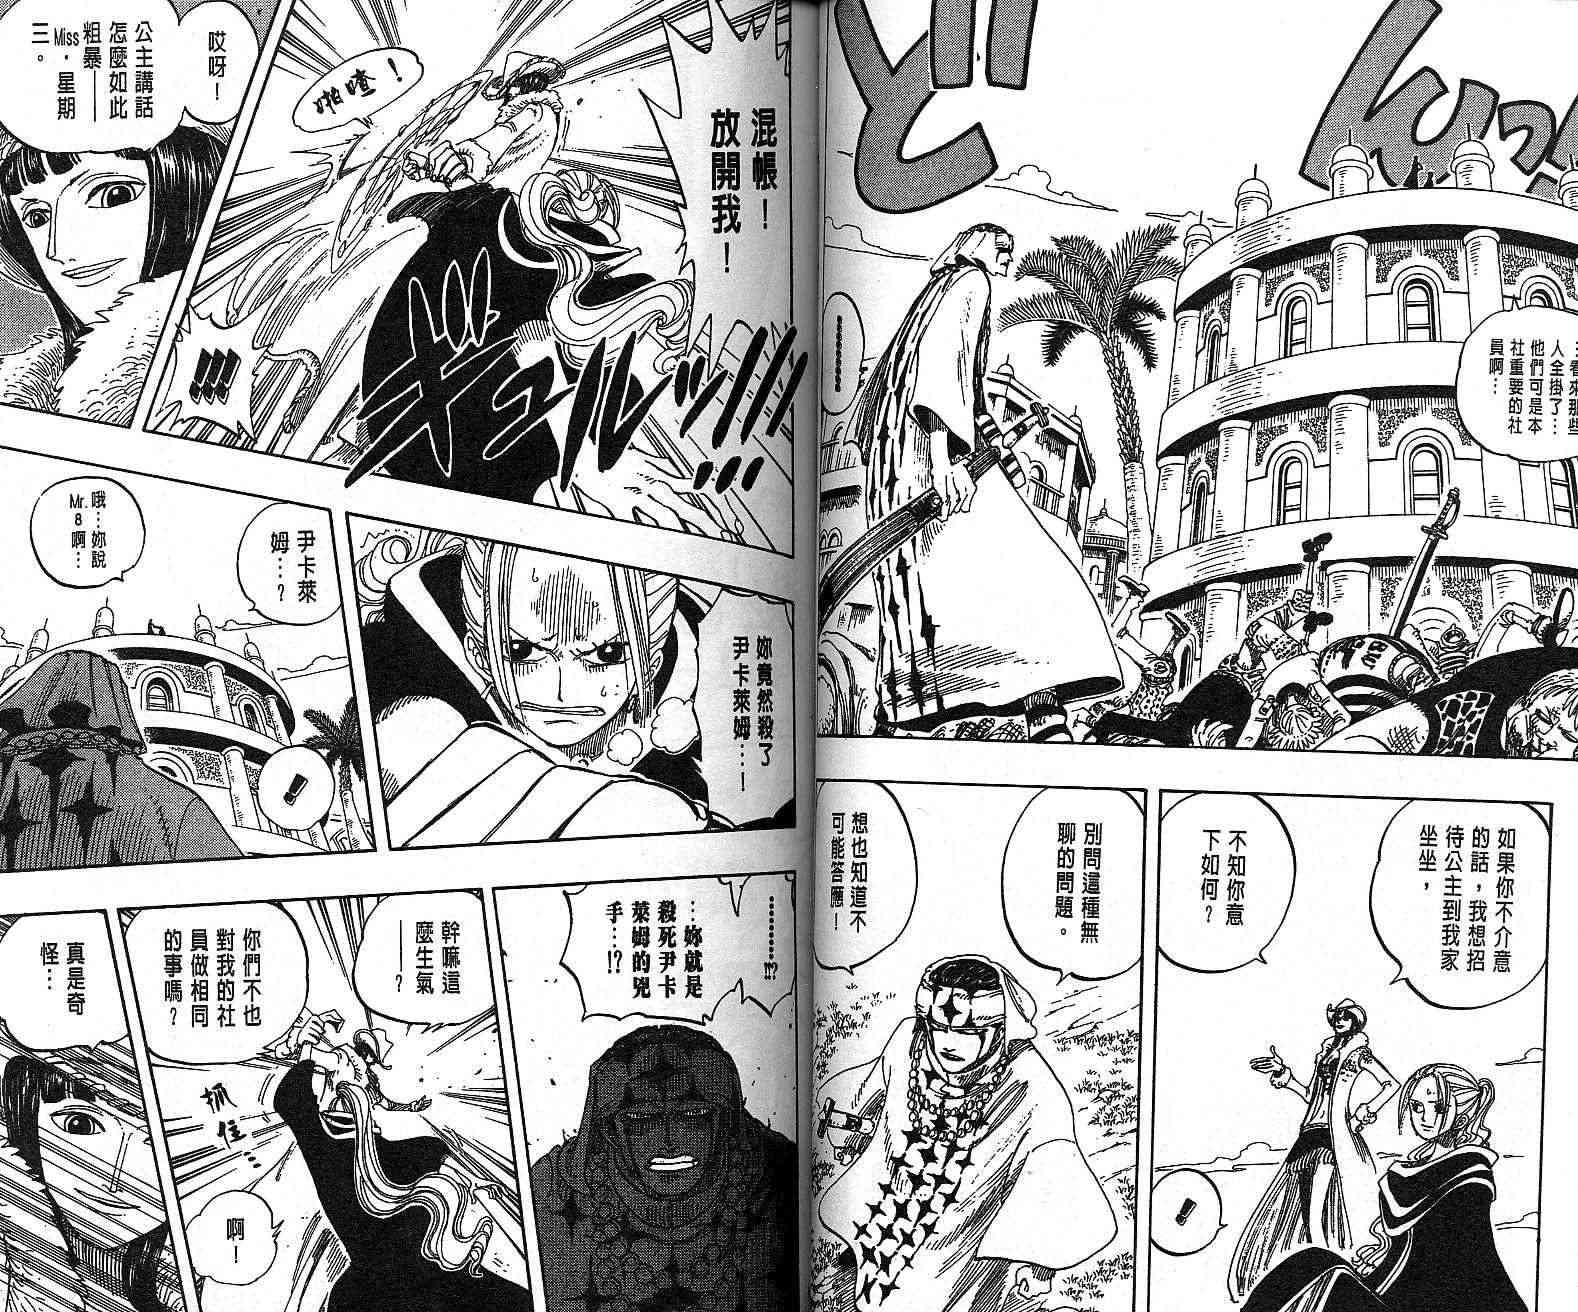 ドドンッ
…看來那些
人全掛了…
他們可是本
社重要的社
員啊…
…………
BW
如果你不介意
的話，我想招
待公主到我家
坐坐，
不知你意
下如何？
！
別問這種無
聊的問題。
想也知道不
可能答應！
混帳！
放開我！
啪喳！
ギュルルッ!!!
!!!
哎呀！
公主講話
怎麼如此
粗暴──
Miss．星期
三。
妳竟然殺了
尹卡萊姆…！
尹卡萊
姆…？
哦…妳說
Mr.
8啊…
！
………!!?
…妳就是
殺死尹卡
萊姆的兇
手…!?
幹嘛這
麼生氣
──？
你們不也
對我的社
員做相同
的事嗎？
抓
住…
啊！
真是奇
怪…